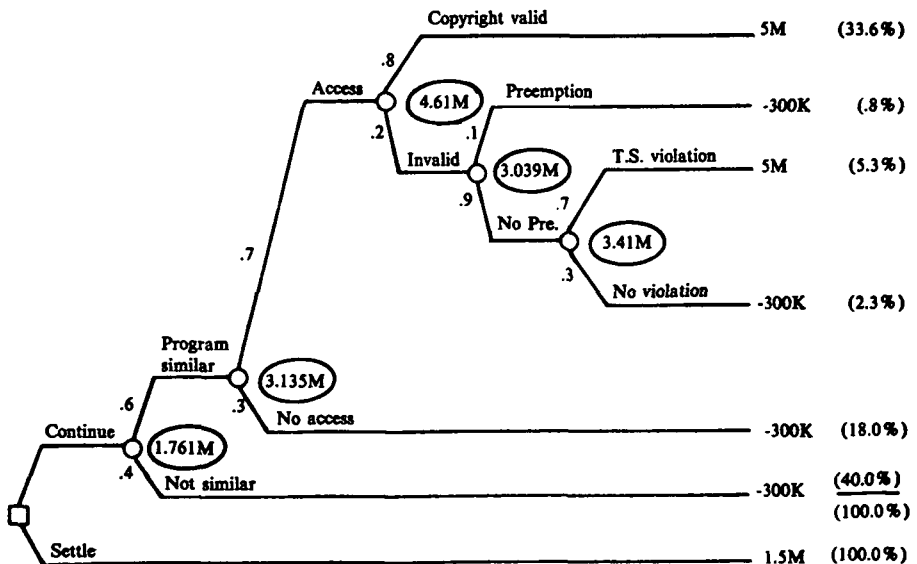 Copyright valid 5M (33.6%)
.8
Access 4.61M Preemption -300K (.8%)
.2 .1
Invalid 3.039M T.S. violation 5M (5.3%)
.9 .7
No Pre. 3.41M
.7 .3
No violation -300K (2.3%)
Program
similar 3.135M
.6 .3 No access -300K (18.0%)
Continue 1.761M
.4 Not similar -300K (40.0%)
(100.0%)
Settle 1.5M (100.0%)